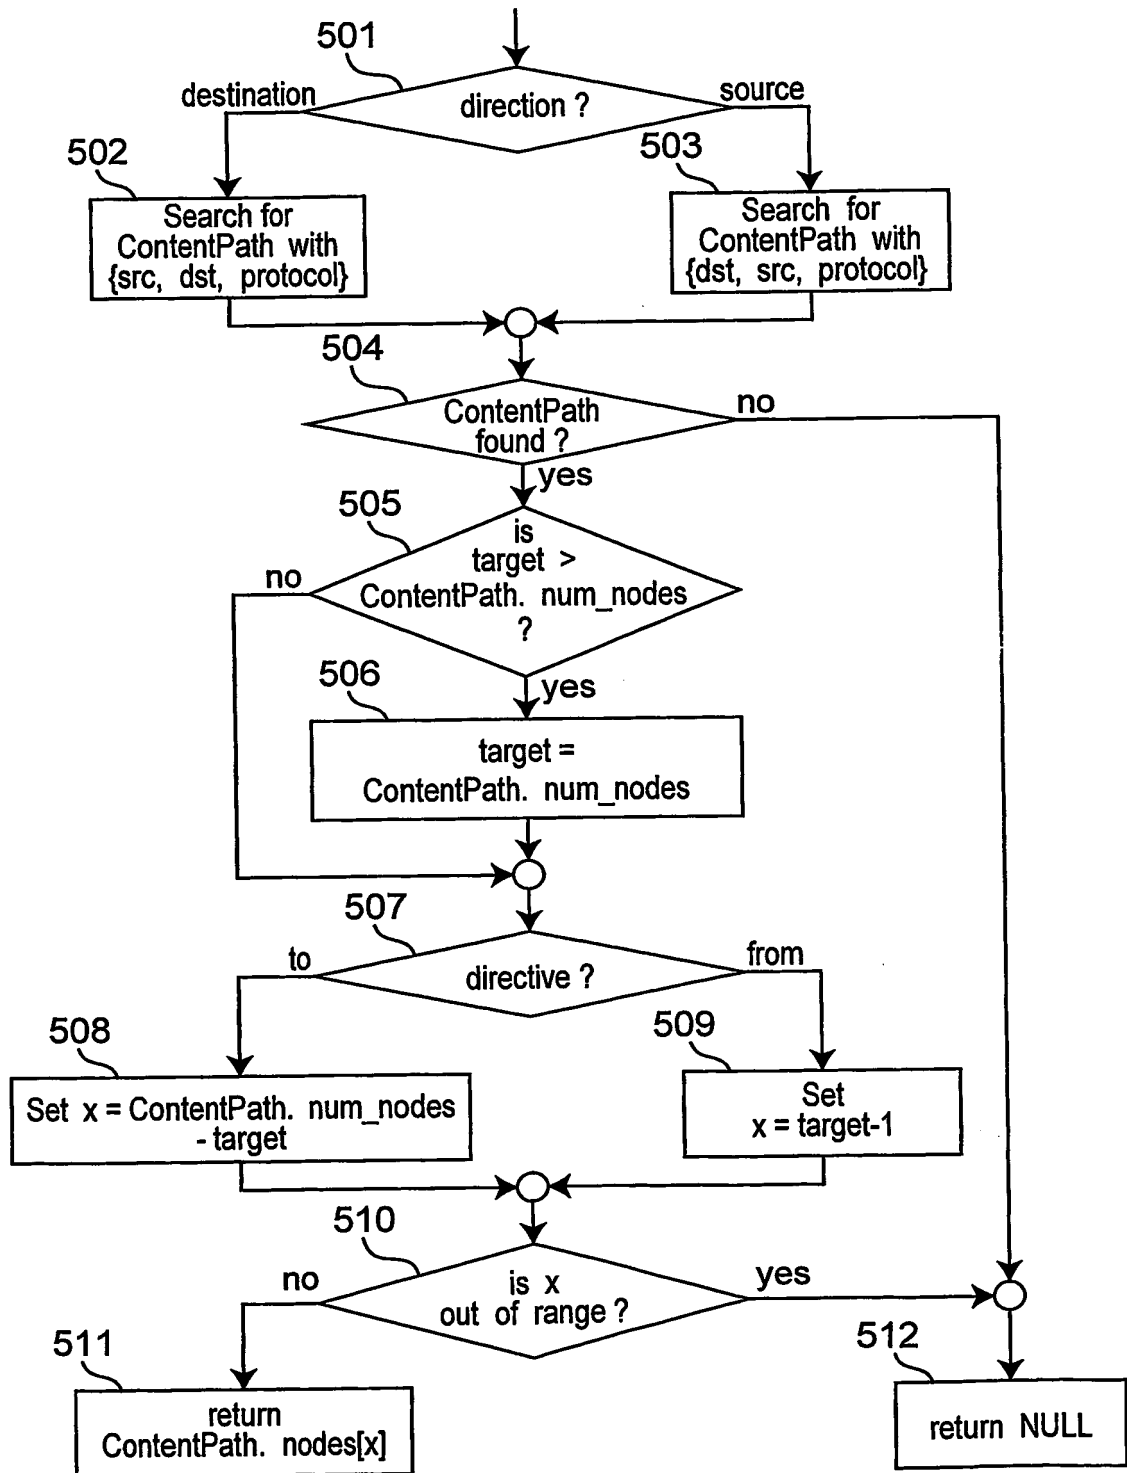 501
destination
direction ?
source
502
503
Search for
ContentPath with
{src, dst, protocol}
Search for
ContentPath with
{dst, src, protocol}
504
ContentPath
found ?
no
yes
505
is
target >
ContentPath. num_nodes
?
no
yes
506
target =
ContentPath. num_nodes
507
to
directive ?
from
508
509
Set x = ContentPath. num_nodes
- target
Set
x = target-1
510
no
is x
out of range ?
yes
511
512
return
ContentPath. nodes[x]
return NULL